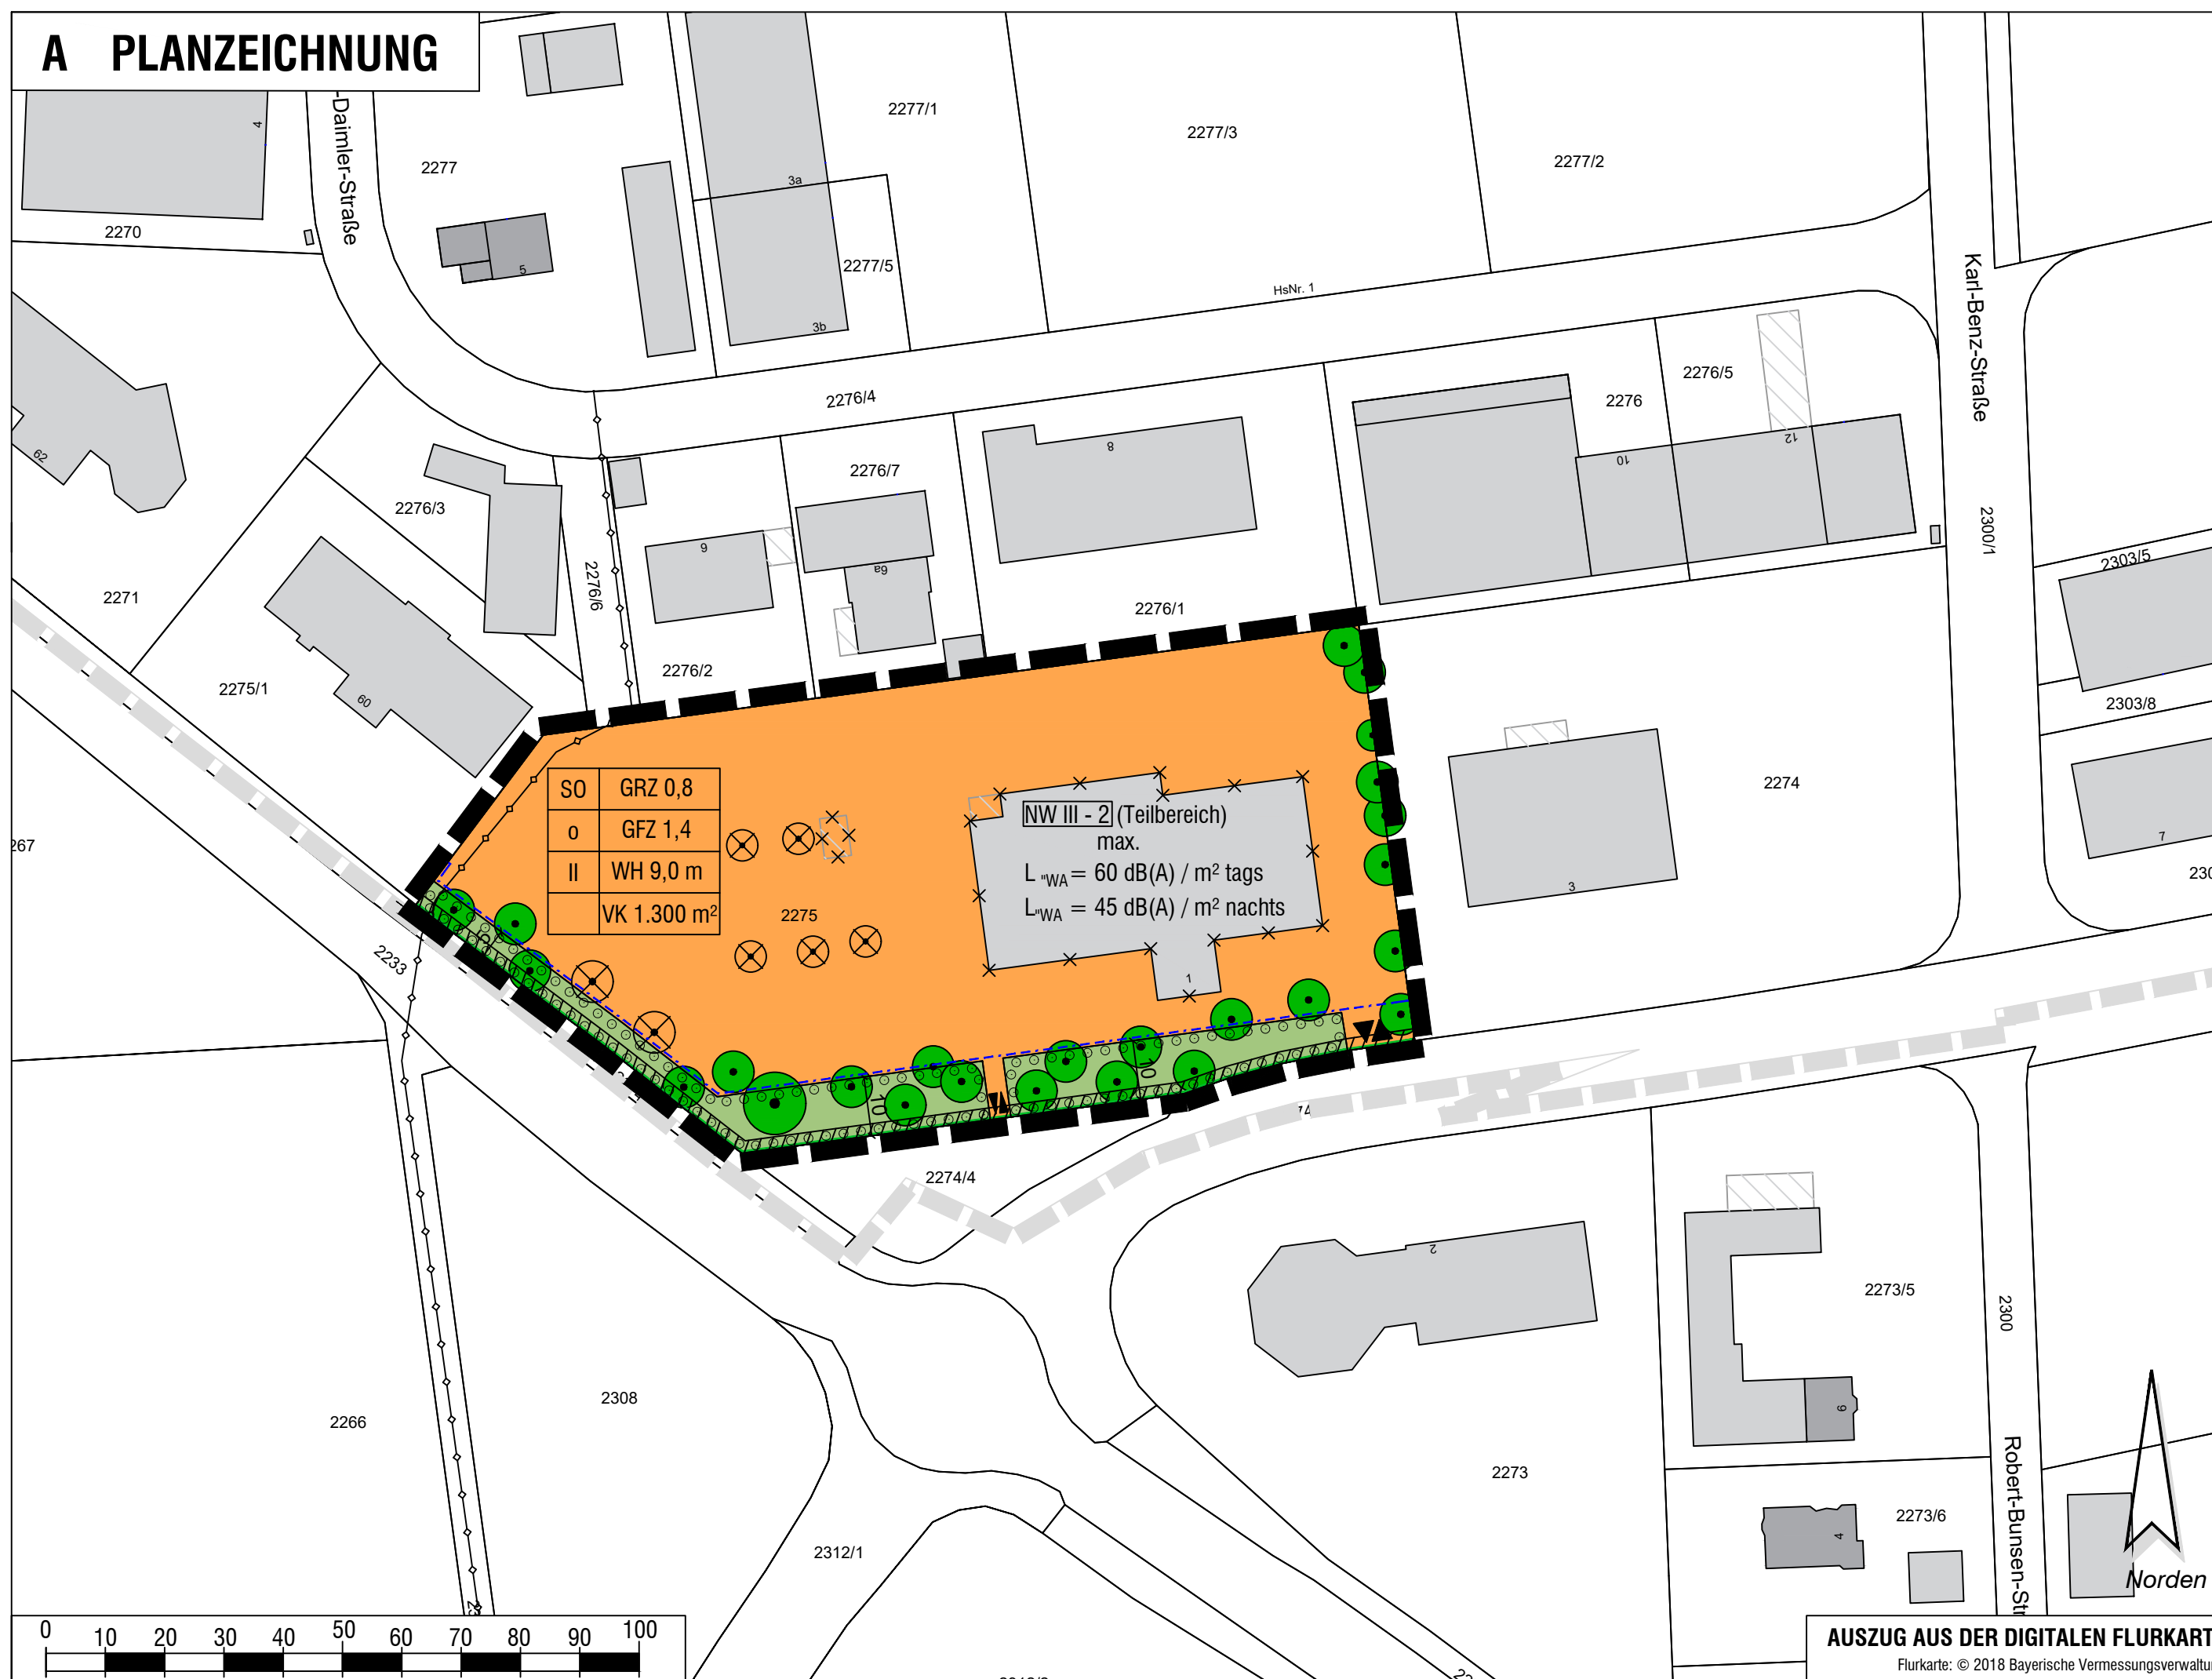 A PLANZEICHNUNG
-Daimler-Straße
4
2277
2277/1
2277/3
2277/2
3a
2270
5
2277/5
3b
HsNr. 1
Karl-Benz-Straße
2276/4
2276
2276/5
12
10
8
62
2276/7
2276/3
6
6a
2276/6
2300/1
2303/5
2271
2276/1
2276/2
2275/1
60
2303/8
2274
SO GRZ 0,8
o GFZ 1,4
II WH 9,0 m
VK 1.300 m²
NW III - 2 (Teilbereich)
max.
L "WA = 60 dB(A) / m² tags
L"WA = 45 dB(A) / m² nachts
2275
1
3
7
267
230
2233
10
10
2274/4
2
2273/5
2300
6
2308
2266
2273
Robert-Bunsen-Str
2273/6
4
2312/1
Norden
0 10 20 30 40 50 60 70 80 90 100
AUSZUG AUS DER DIGITALEN FLURKART
Flurkarte: © 2018 Bayerische Vermessungsverwaltu